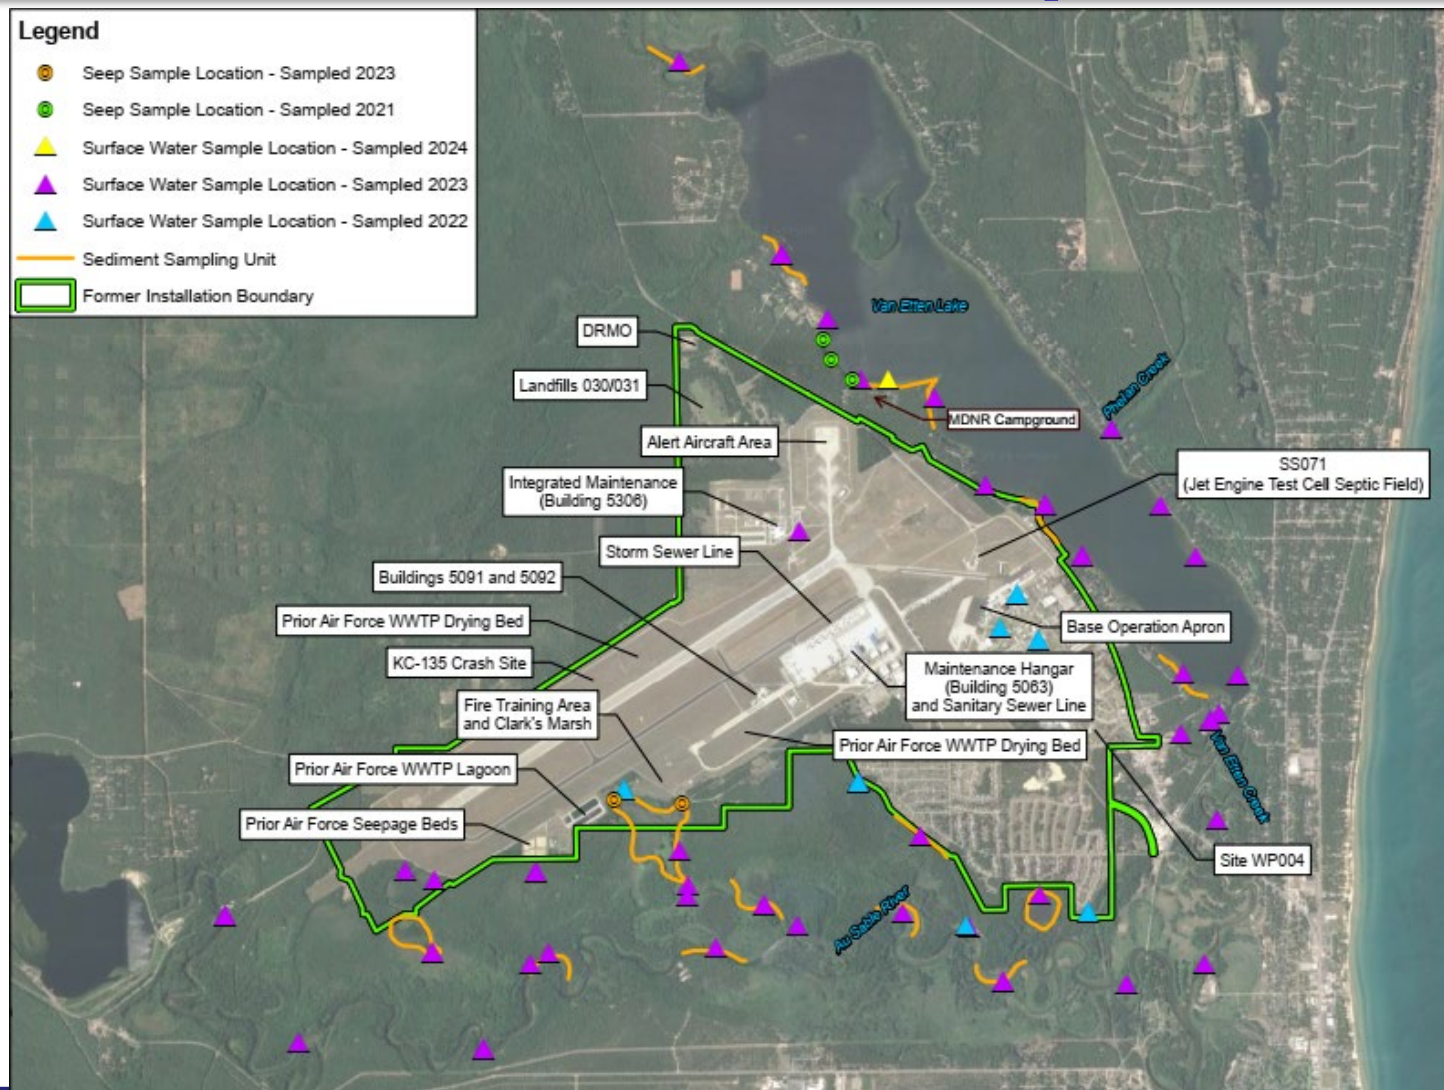 Legend
Seep Sample Location - Sampled 2023
Seep Sample Location - Sampled 2021
Surface Water Sample Location - Sampled 2024
Surface Water Sample Location - Sampled 2023
Surface Water Sample Location - Sampled 2022
Sediment Sampling Unit
Former Installation Boundary
Van Etten Lake
DRMO
Landfills 030/031
Phelan Creek
MDNR Campground
Alert Aircraft Area
SS071
(Jet Engine Test Cell Septic Field)
Integrated Maintenance
(Building 5306)
Storm Sewer Line
Buildings 5091 and 5092
Prior Air Force WWTP Drying Bed
Base Operation Apron
KC-135 Crash Site
Maintenance Hangar
(Building 5063)
and Sanitary Sewer Line
Fire Training Area
and Clark's Marsh
Prior Air Force WWTP Drying Bed
Prior Air Force WWTP Lagoon
Van Etten Creek
Prior Air Force Seepage Beds
Site WP004
Au Sable River